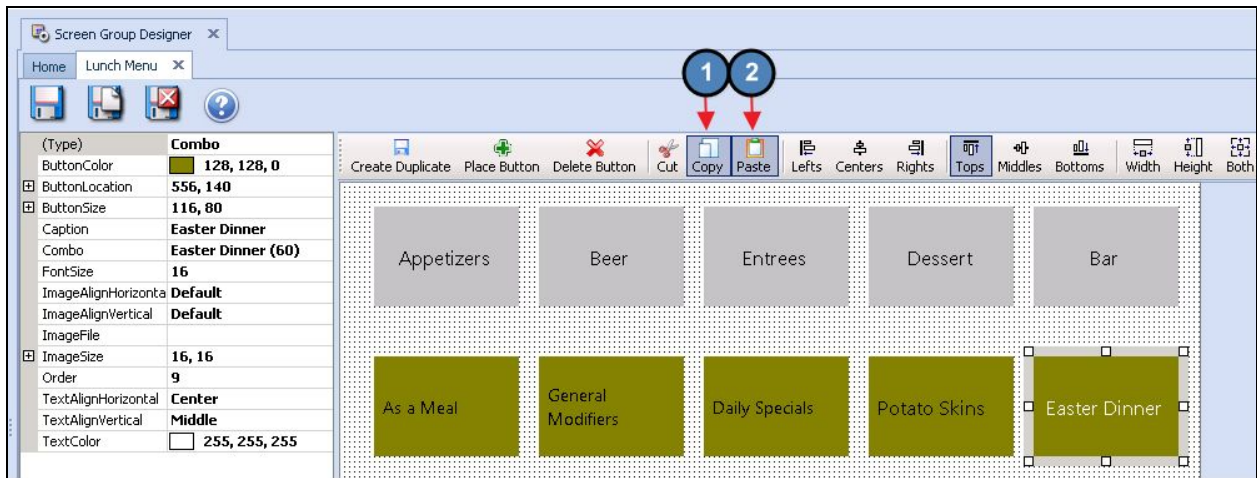 Screen Group Designer
Home Lunch Menu
1 2
(Type) Combo
ButtonColor 128, 128, 0
ButtonLocation 556, 140
ButtonSize 116, 80
Caption Easter Dinner
Combo Easter Dinner (60)
FontSize 16
ImageAlignHorizonta Default
ImageAlignVertical Default
ImageFile
ImageSize 16, 16
Order 9
TextAlignHorizontal Center
TextAlignVertical Middle
TextColor 255, 255, 255
Create Duplicate Place Button Delete Button Cut Copy Paste Lefts Centers Rights Tops Middles Bottoms Width Height Both
Appetizers Beer Entrees Dessert Bar
As a Meal
General
Modifiers
Daily Specials
Potato Skins
Easter Dinner